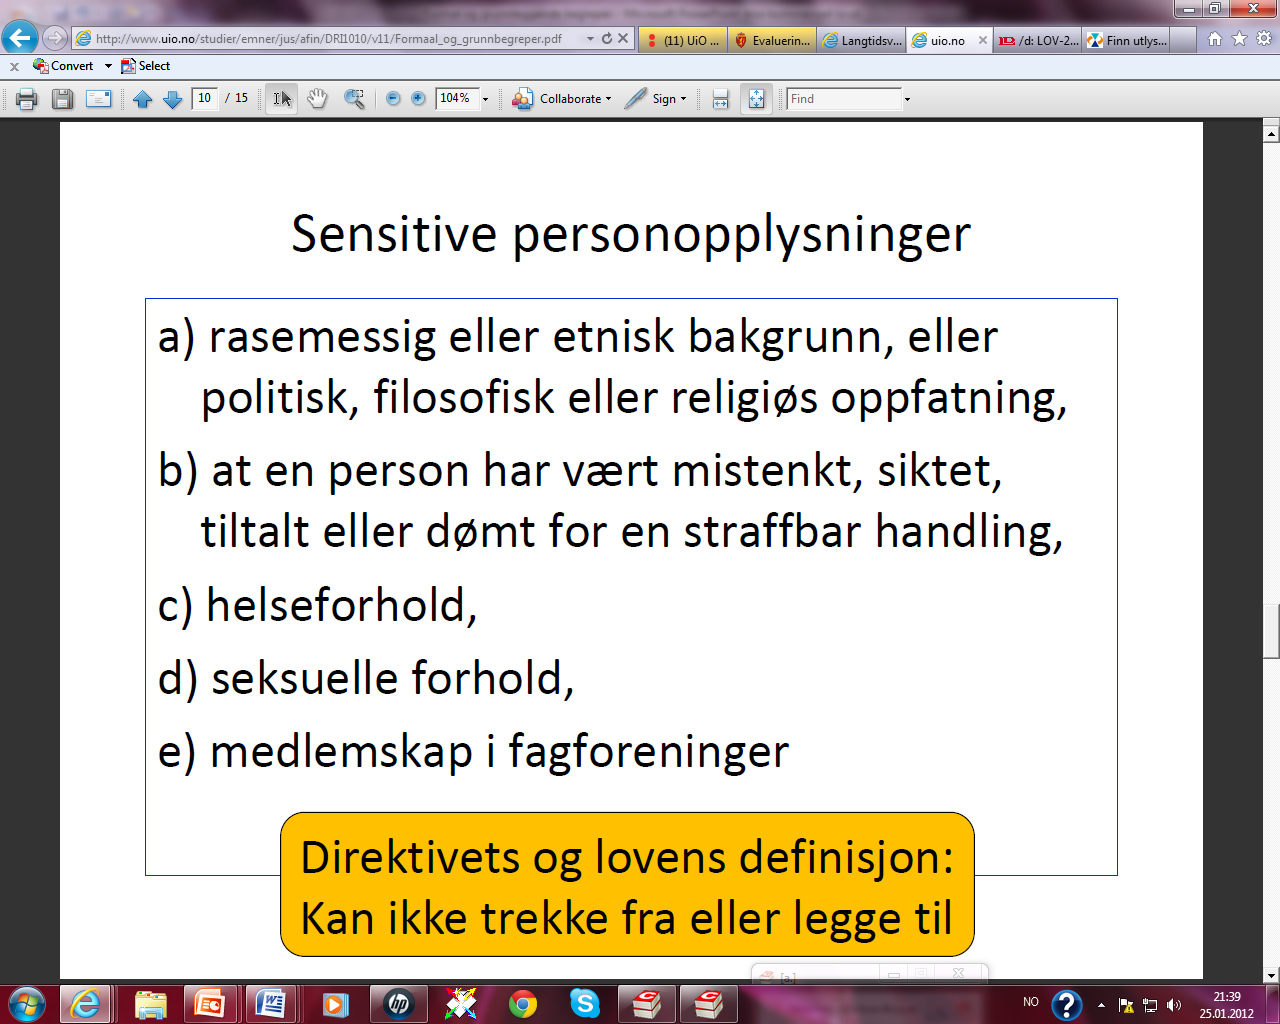 http://www.uio.no/studier/emner/jus/afin/DRI1010/v11/Formaal_og_grunnbegreper.pdf
(11) UiO ...
Evaluerin...
Langtidsv...
uio.no
/d: LOV-2...
Finn utlys...
x Convert Select
10 / 15
104%
Collaborate
Sign
Find
Sensitive personopplysninger
a) rasemessig eller etnisk bakgrunn, eller
politisk, filosofisk eller religiøs oppfatning,
b) at en person har vært mistenkt, siktet,
tiltalt eller dømt for en straffbar handling,
c) helseforhold,
d) seksuelle forhold,
e) medlemskap i fagforeninger
Direktivets og lovens definisjon:
Kan ikke trekke fra eller legge til
NO
21:39
25.01.2012